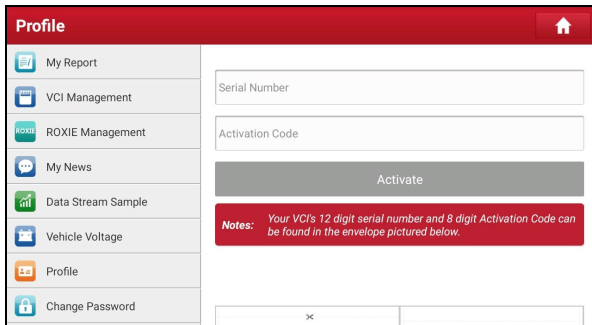 Profile
My Report
VCI Management
ROXIE
ROXIE Management
My News
Data Stream Sample
Vehicle Voltage
Profile
Change Password
Serial Number
Activation Code
Activate
Notes: Your VCI's 12 digit serial number and 8 digit Activation Code can
be found in the envelope pictured below.